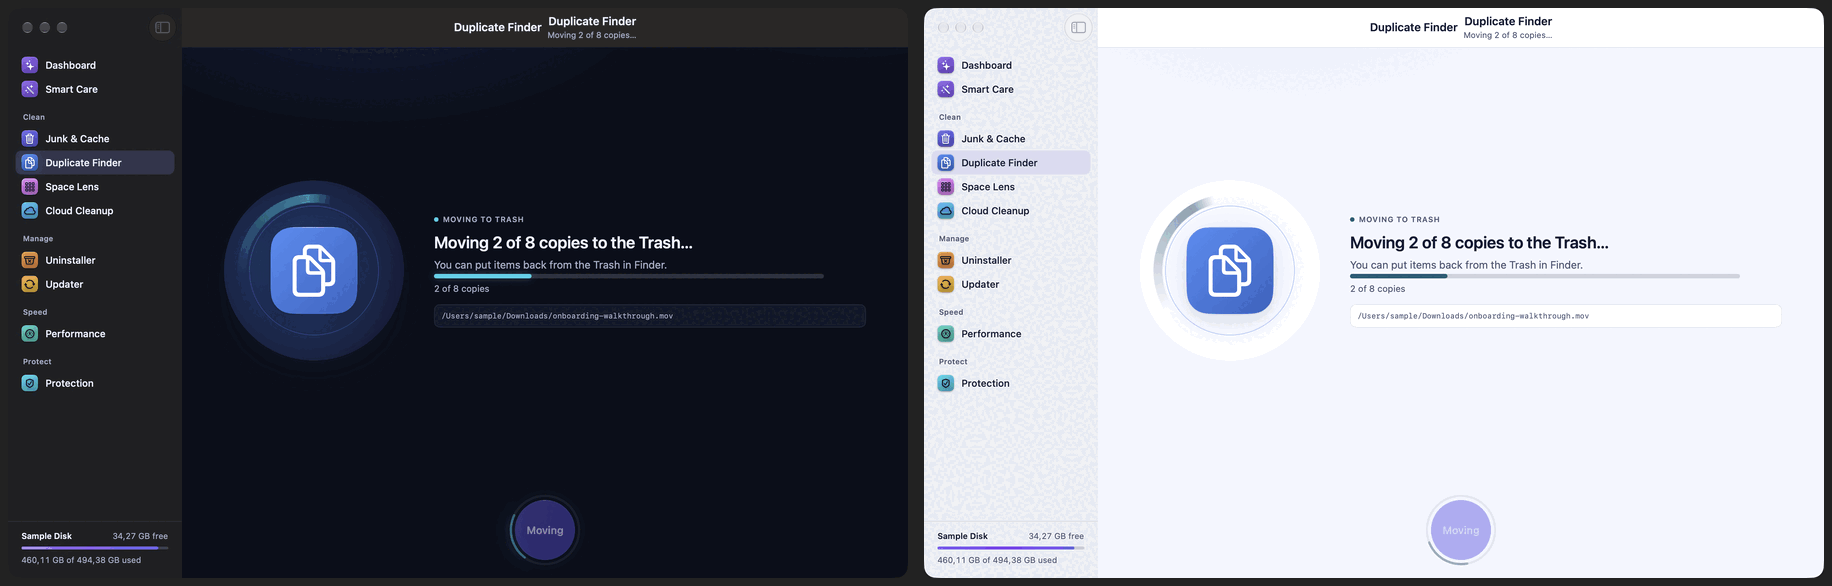 Duplicate Finder
Duplicate Finder
Moving 2 of 8 copies...
Dashboard
Smart Care
Clean
Junk & Cache
Duplicate Finder
Space Lens
Cloud Cleanup
Manage
Uninstaller
Updater
Speed
Performance
Protect
Protection
Sample Disk
34,27 GB free
460,11 GB of 494,38 GB used
MOVING TO TRASH
Moving 2 of 8 copies to the Trash...
You can put items back from the Trash in Finder.
2 of 8 copies
/Users/sample/Downloads/onboarding-walkthrough.mov
Moving
Duplicate Finder
Duplicate Finder
Moving 2 of 8 copies...
Dashboard
Smart Care
Clean
Junk & Cache
Duplicate Finder
Space Lens
Cloud Cleanup
Manage
Uninstaller
Updater
Speed
Performance
Protect
Protection
Sample Disk
34,27 GB free
460,11 GB of 494,38 GB used
MOVING TO TRASH
Moving 2 of 8 copies to the Trash...
You can put items back from the Trash in Finder.
2 of 8 copies
/Users/sample/Downloads/onboarding-walkthrough.mov
Moving